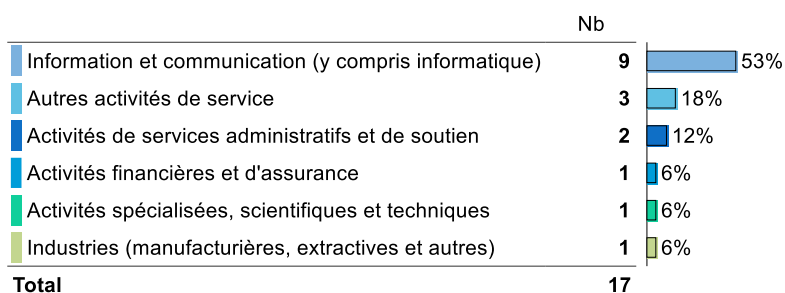 Nb
Information et communication (y compris informatique) 9 53%
Autres activités de service 3 18%
Activités de services administratifs et de soutien 2 12%
Activités financières et d'assurance 1 6%
Activités spécialisées, scientifiques et techniques 1 6%
Industries (manufacturières, extractives et autres) 1 6%
Total 17